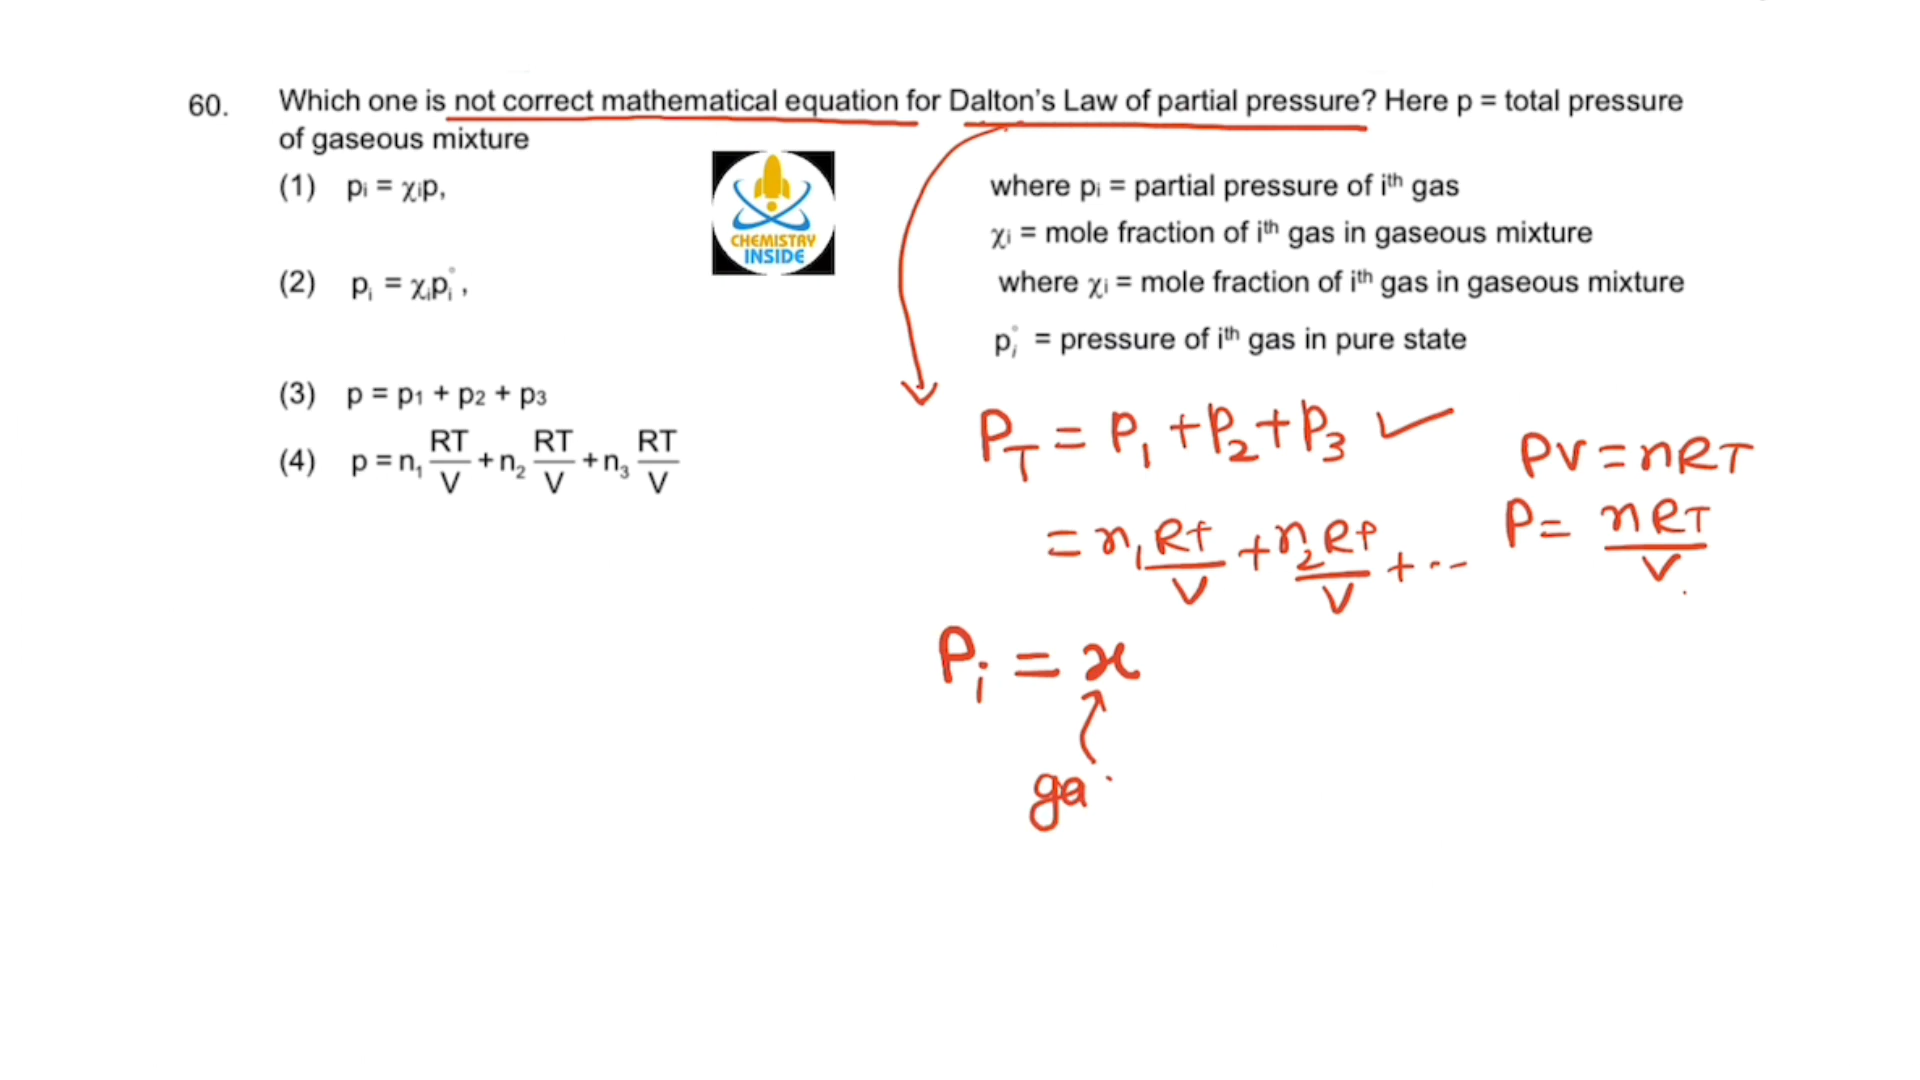 60. Which one is not correct mathematical equation for Dalton's Law of partial pressure? Here p = total pressure
of gaseous mixture
(1) pᵢ = χᵢp, where pᵢ = partial pressure of iᵗʰ gas
χᵢ = mole fraction of iᵗʰ gas in gaseous mixture
(2) pᵢ = χᵢpᵢ°, where χᵢ = mole fraction of iᵗʰ gas in gaseous mixture
pᵢ° = pressure of iᵗʰ gas in pure state
(3) p = p₁ + p₂ + p₃
(4) p = n₁ RT/V + n₂ RT/V + n₃ RT/V
CHEMISTRY
INSIDE
P_T = P₁ + P₂ + P₃ ✓
PV = nRT
= n₁RT/V + n₂RT/V + ...
P = nRT/V
Pᵢ = x
ga